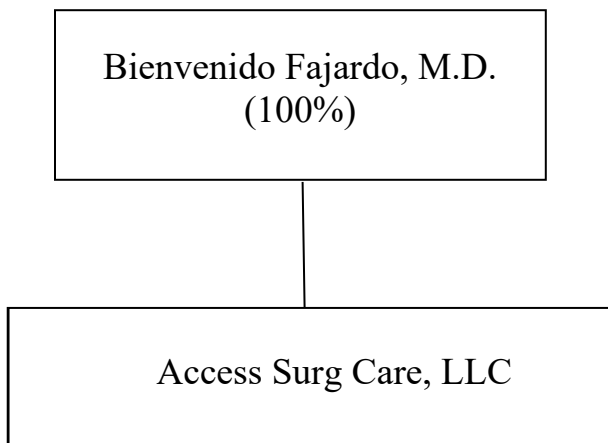 Bienvenido Fajardo, M.D.
(100%)
Access Surg Care, LLC